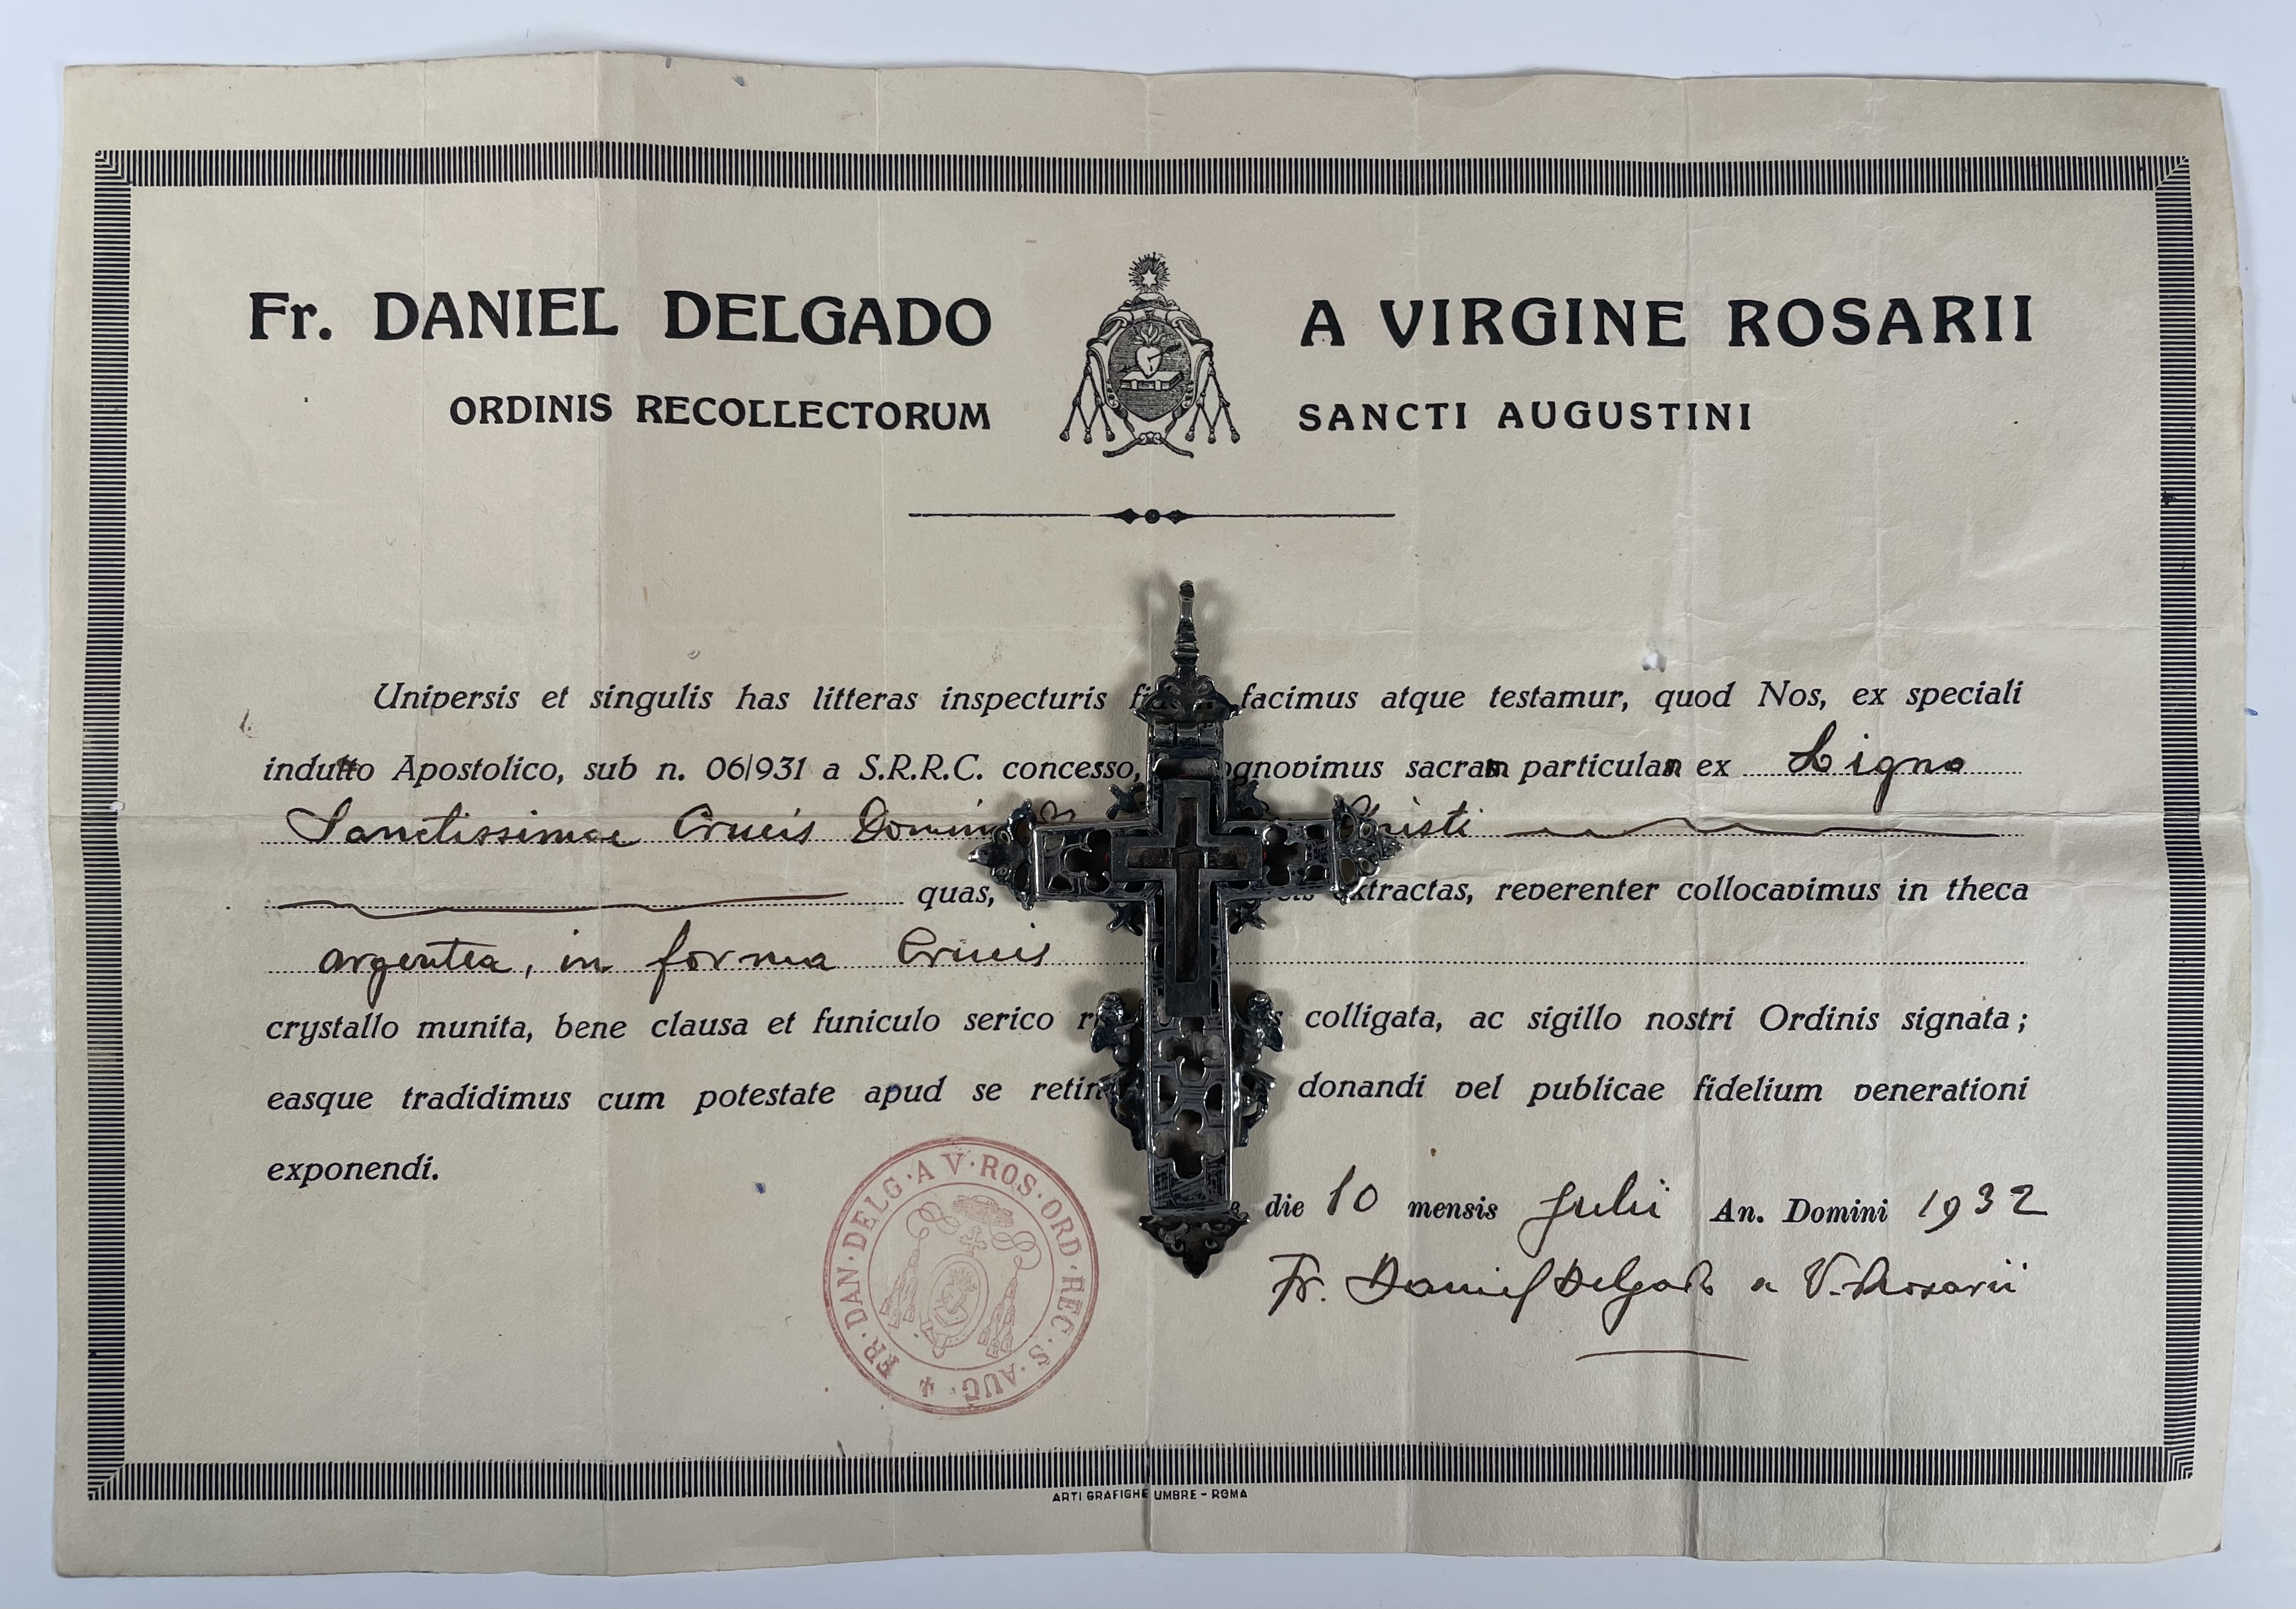 Fr. DANIEL DELGADO A VIRGINE ROSARII
ORDINIS RECOLLECTORUM SANCTI AUGUSTINI
Universis et singulis has litteras inspecturis facimus atque testamur, quod Nos, ex speciali
indulto Apostolico, sub n. 06/931 a S.R.R.C. concesso, sacram particulam ex Ligno
Sanctissimae Crucis
quas, reverenter collocavimus in theca
argentea, in forma Crucis
crystallo munita, bene clausa et funiculo serico colligata, ac sigillo nostri Ordinis signata;
easque tradidimus cum potestate apud se donandi vel publicae fidelium venerationi
exponendi.
die 10 mensis Julii An. Domini 1932
Fr. Daniel Delgado a V. Rosarii
FR·DAN·DELG·A V·ROS·ORD·REC·S·AUG·
ARTI GRAFIGHE UMBRE - ROMA